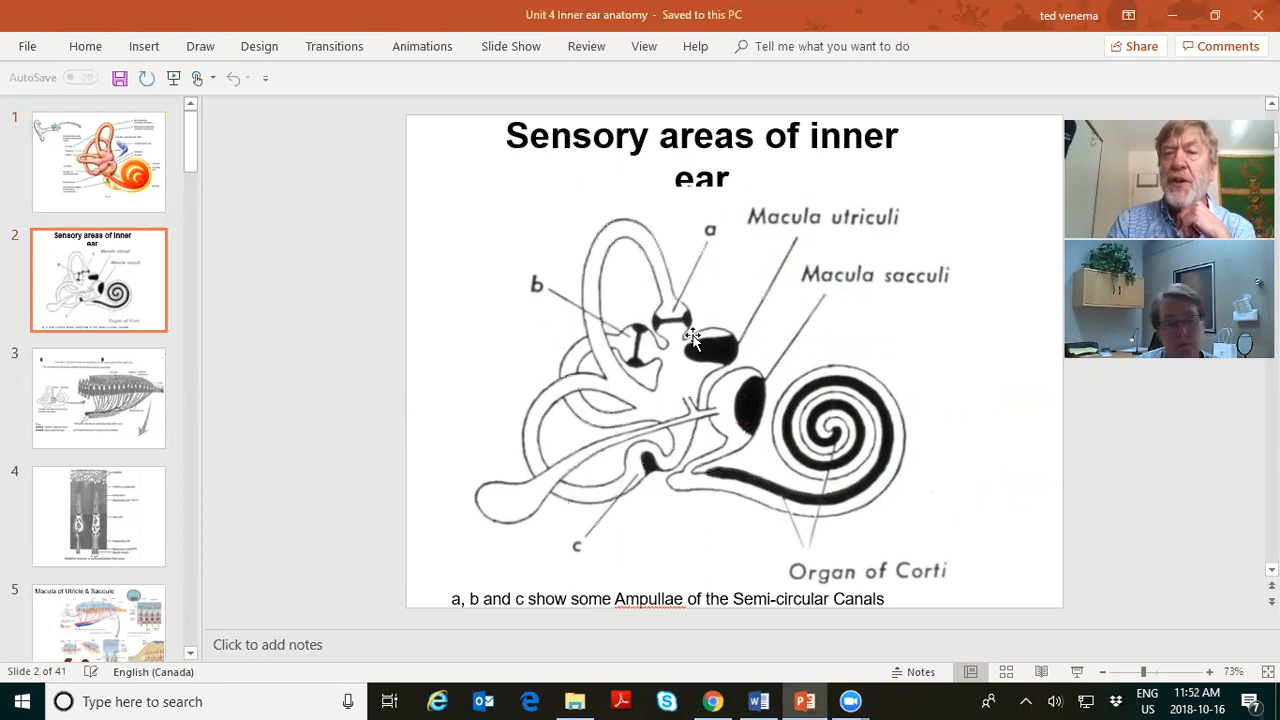 Unit 4 Inner ear anatomy - Saved to this PC
ted venema
File Home Insert Draw Design Transitions Animations Slide Show Review View Help Tell me what you want to do Share Comments
AutoSave Off
1
2
Sensory areas of inner
ear
3
4
5
Macula of Utricle & Saccule
Sensory areas of inner
ear
Macula utriculi
a
Macula sacculi
b
c
Organ of Corti
a, b and c show some Ampullae of the Semi-circular Canals
Click to add notes
Slide 2 of 41 English (Canada) Notes 73%
Type here to search
ENG 11:52 AM
US 2018-10-16
7